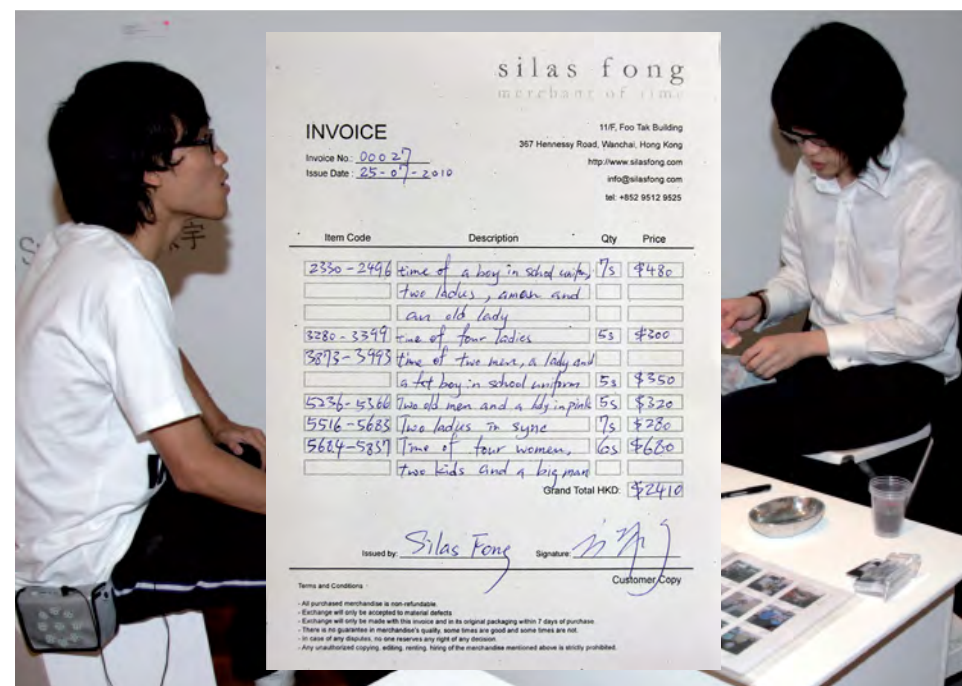 silas fong
merchant of time
INVOICE
11/F, Foo Tak Building
367 Hennessy Road, Wanchai, Hong Kong
Invoice No.: 00027
http://www.silasfong.com
Issue Date: 25-07-2010
info@silasfong.com
tel: +852 9512 9525
Item Code Description Qty Price
2330-2496 time of a boy in school uniform, 7s $480
two ladies, a man and
an old lady
3280-3399 time of four ladies 5s $300
3873-3993 time of two men, a lady and
a fat boy in school uniform 5s $350
5236-5366 Two old men and a lady in pink 5s $320
5516-5683 Two ladies in sync 7s $280
5684-5837 Time of four women, 6s $680
two kids and a big man
Grand Total HKD: $2410
Issued by: Silas Fong Signature:
Customer Copy
Terms and Conditions
- All purchased merchandise is non-refundable.
- Exchange will only be accepted to material defects
- Exchange will only be made with this invoice and in its original packaging within 7 days of purchase.
- There is no guarantee in merchandise's quality, some times are good and some times are not.
- In case of any disputes, no one reserves any right of any decision.
- Any unauthorized copying, editing, renting, hiring of the merchandise mentioned above is strictly prohibited.
字